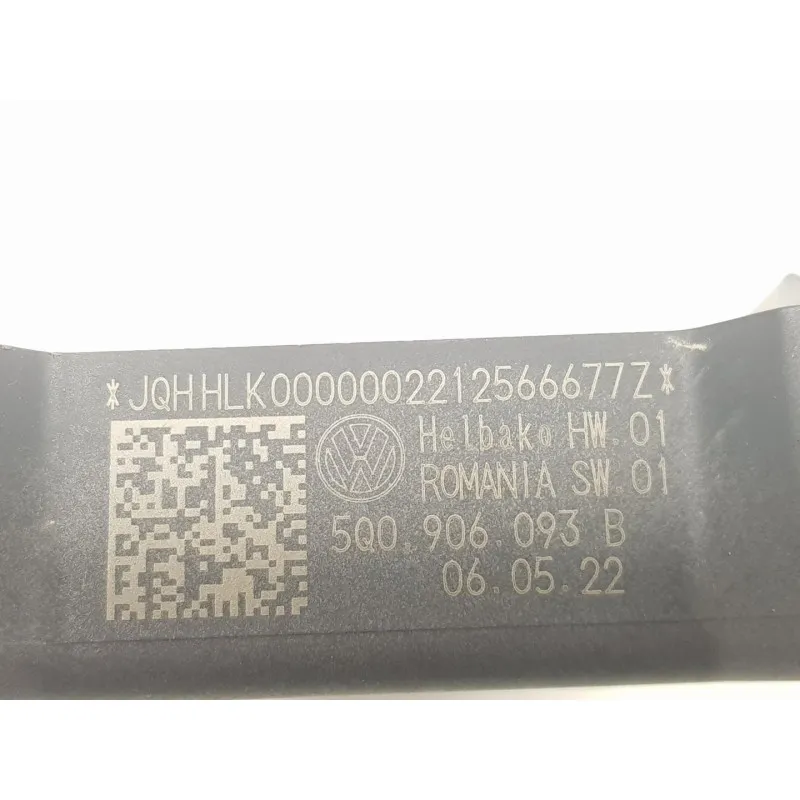 *JQHHLK0000002212566677Z*
Helbako HW.01
ROMANIA SW.01
5Q0.906.093 B
06.05.22